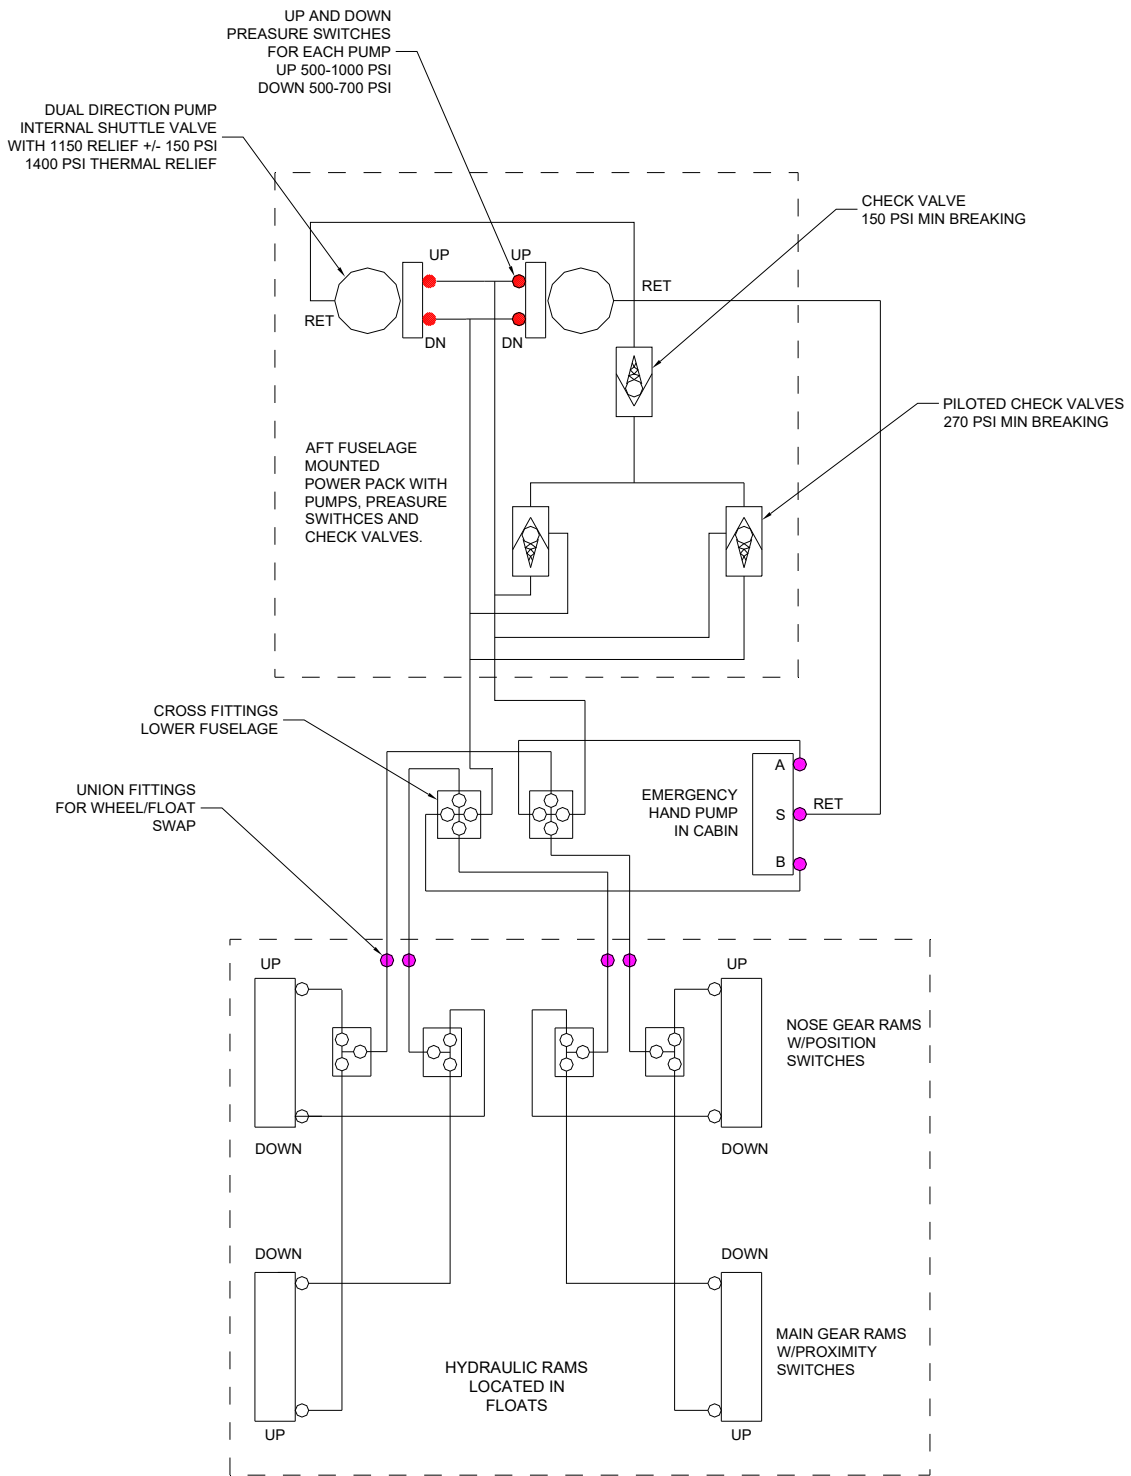 UP AND DOWN
PREASURE SWITCHES
FOR EACH PUMP
UP 500-1000 PSI
DOWN 500-700 PSI
DUAL DIRECTION PUMP
INTERNAL SHUTTLE VALVE
WITH 1150 RELIEF +/- 150 PSI
1400 PSI THERMAL RELIEF
CHECK VALVE
150 PSI MIN BREAKING
UP
UP
RET
RET
DN
DN
PILOTED CHECK VALVES
270 PSI MIN BREAKING
AFT FUSELAGE
MOUNTED
POWER PACK WITH
PUMPS, PREASURE
SWITHCES AND
CHECK VALVES.
CROSS FITTINGS
LOWER FUSELAGE
UNION FITTINGS
FOR WHEEL/FLOAT
SWAP
EMERGENCY
HAND PUMP
IN CABIN
A
S
B
RET
UP
UP
NOSE GEAR RAMS
W/POSITION
SWITCHES
DOWN
DOWN
DOWN
DOWN
MAIN GEAR RAMS
W/PROXIMITY
SWITCHES
HYDRAULIC RAMS
LOCATED IN
FLOATS
UP
UP